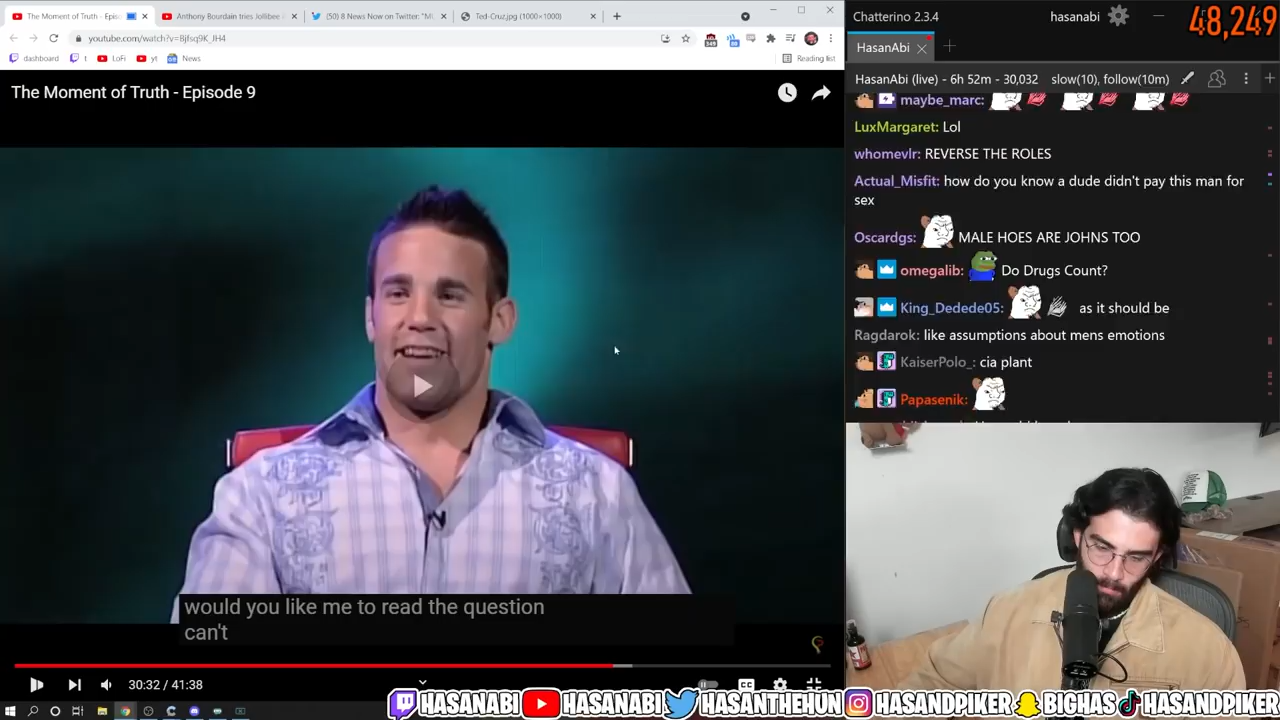 The Moment of Truth - Epis
Anthony Bourdain tries Jollibee
(50) 8 News Now on Twitter: "ML
Ted-Cruz.jpg (1000×1000)
youtube.com/watch?v=Bjfsq9K_JH4
dashboard
t
LoFi
yt
News
Reading list
The Moment of Truth - Episode 9
would you like me to read the question
can't
30:32 / 41:38
CC
Chatterino 2.3.4
hasanabi
48,249
HasanAbi
HasanAbi (live) - 6h 52m - 30,032 slow(10), follow(10m)
maybe_marc:
LuxMargaret: Lol
whomevlr: REVERSE THE ROLES
Actual_Misfit: how do you know a dude didn't pay this man for
sex
Oscardgs: MALE HOES ARE JOHNS TOO
omegalib: Do Drugs Count?
King_Dedede05: as it should be
Ragdarok: like assumptions about mens emotions
KaiserPolo_: cia plant
Papasenik:
HASANABI HASANABI HASANTHEHUN HASANDPIKER BIGHAS HASANDPIKER